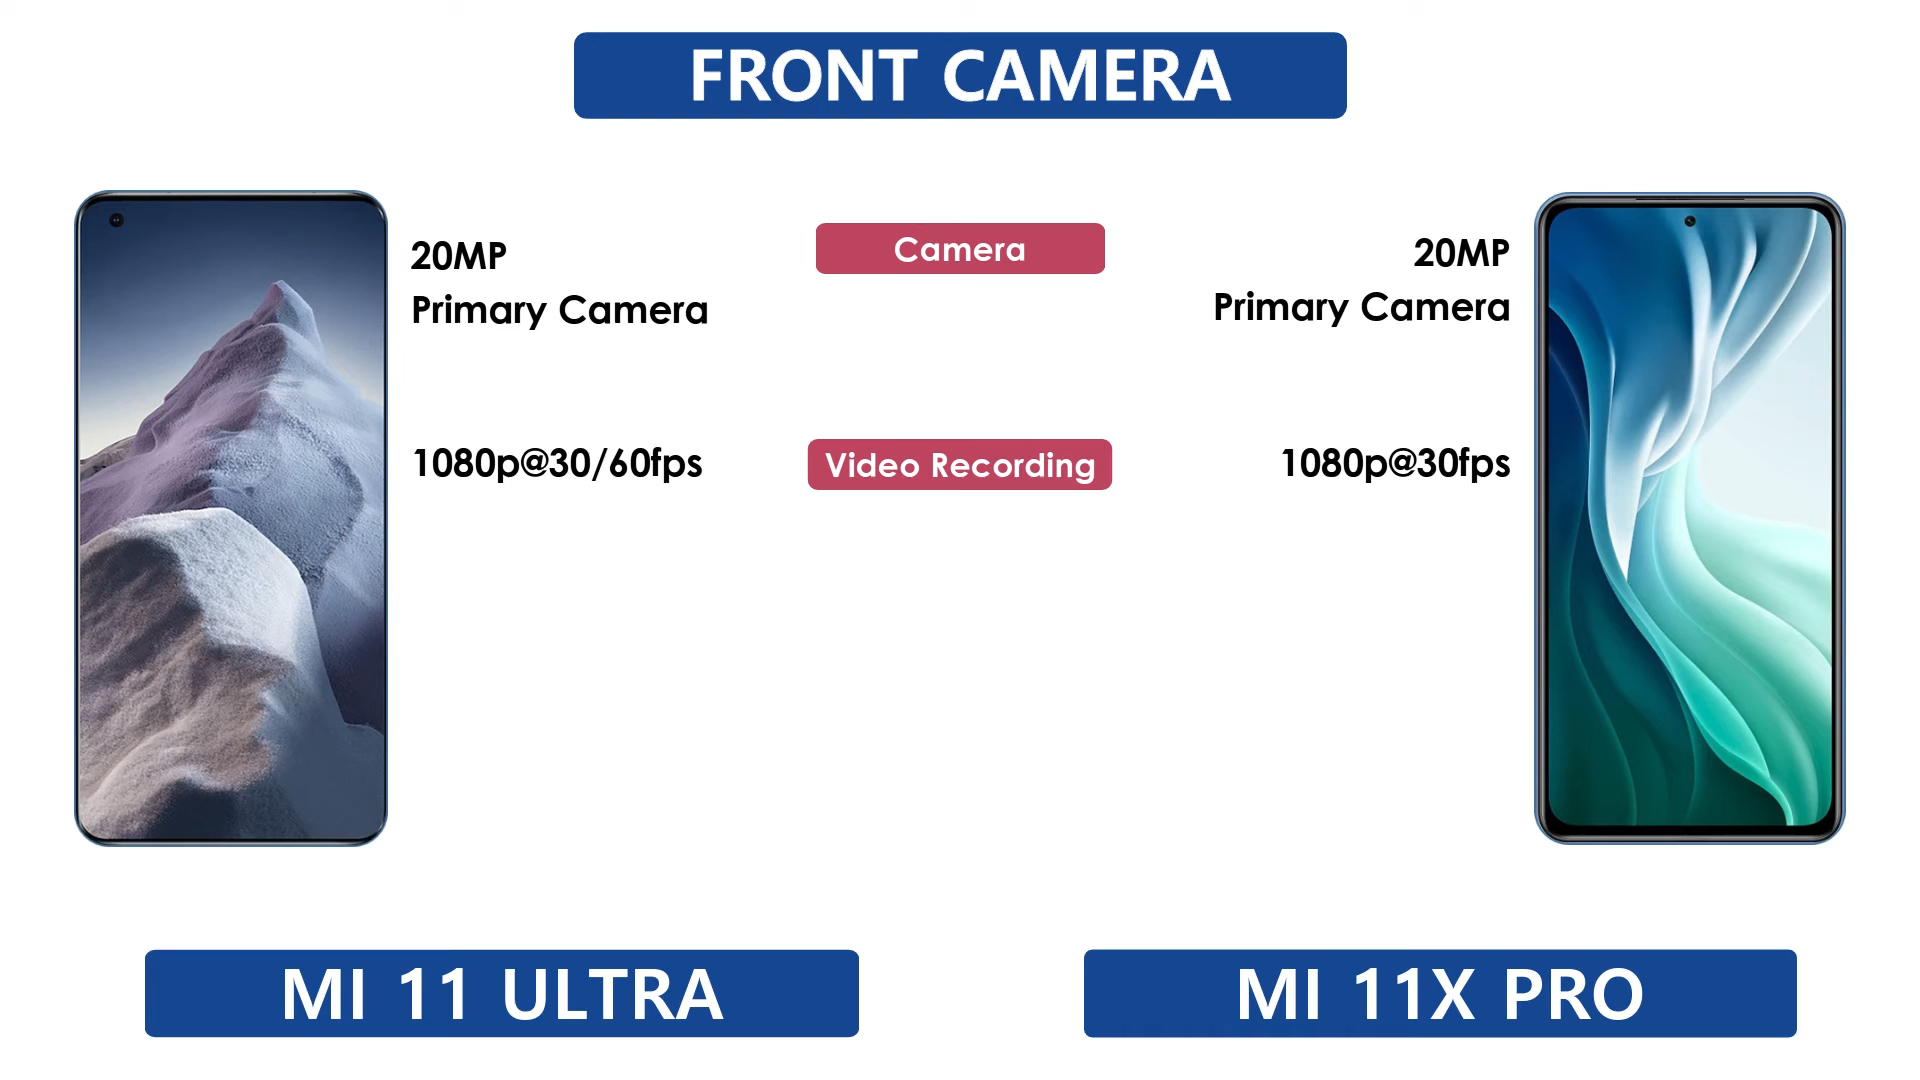 FRONT CAMERA
20MP
Primary Camera
Camera
20MP
Primary Camera
1080p@30/60fps
Video Recording
1080p@30fps
MI 11 ULTRA
MI 11X PRO